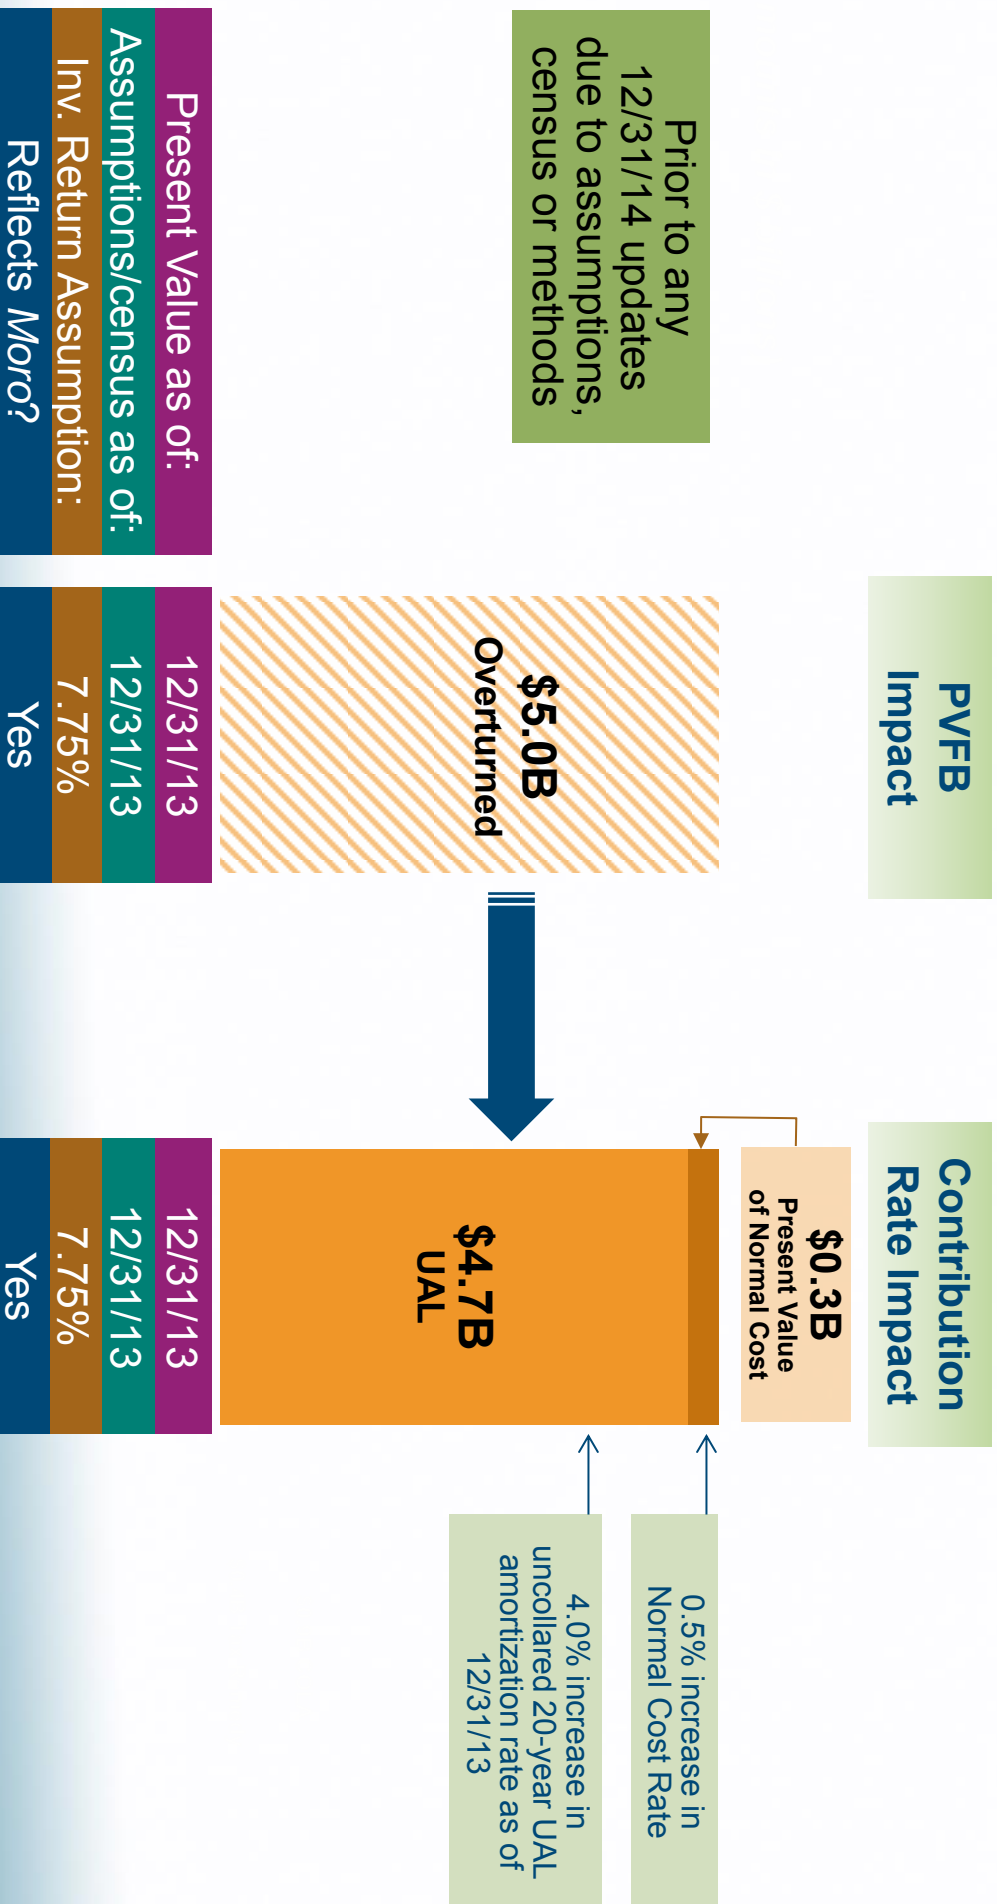 PVFB
Impact
Contribution
Rate Impact
Prior to any
12/31/14 updates
due to assumptions,
census or methods
$5.0B
Overturned
$0.3B
Present Value
of Normal Cost
$4.7B
UAL
0.5% increase in
Normal Cost Rate
4.0% increase in
uncollared 20-year UAL
amortization rate as of
12/31/13
Present Value as of: 12/31/13 12/31/13
Assumptions/census as of: 12/31/13 12/31/13
Inv. Return Assumption: 7.75% 7.75%
Reflects Moro? Yes Yes